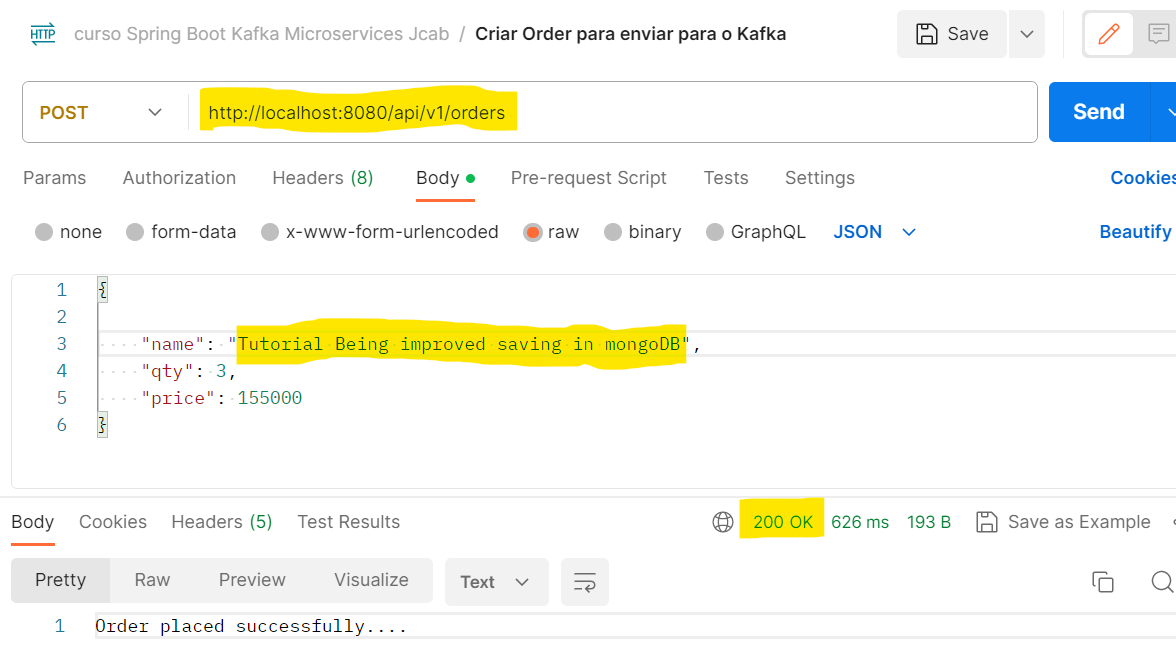 HTTP curso Spring Boot Kafka Microservices Jcab / Criar Order para enviar para o Kafka Save
POST http://localhost:8080/api/v1/orders Send
Params Authorization Headers (8) Body Pre-request Script Tests Settings Cookies
none form-data x-www-form-urlencoded raw binary GraphQL JSON Beautify
1 {
2
3 "name": "Tutorial Being improved saving in mongoDB",
4 "qty": 3,
5 "price": 155000
6 }
Body Cookies Headers (5) Test Results 200 OK 626 ms 193 B Save as Example
Pretty Raw Preview Visualize Text
1 Order placed successfully....